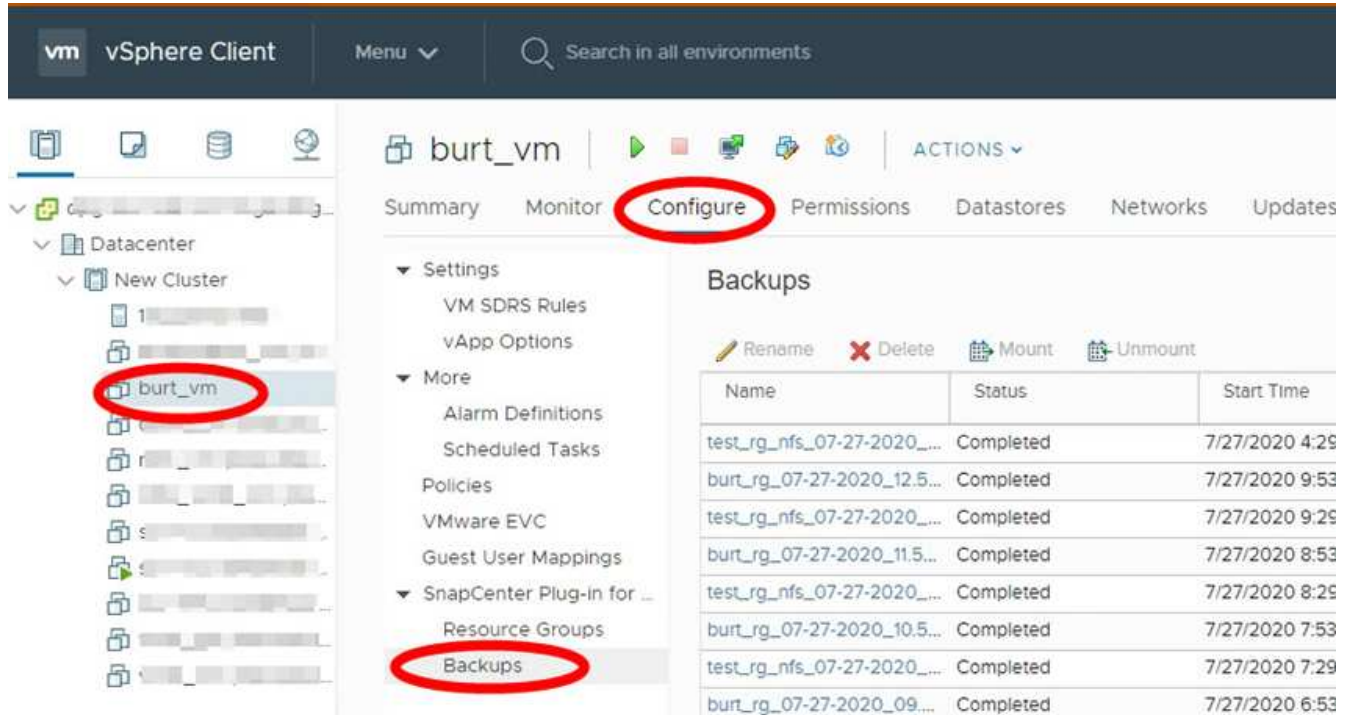 vm vSphere Client Menu Search in all environments
burt_vm ACTIONS
Summary Monitor Configure Permissions Datastores Networks Updates
Datacenter
New Cluster
burt_vm
Settings
VM SDRS Rules
vApp Options
More
Alarm Definitions
Scheduled Tasks
Policies
VMware EVC
Guest User Mappings
SnapCenter Plug-in for ...
Resource Groups
Backups
Backups
Rename Delete Mount Unmount
Name Status Start Time
test_rg_nfs_07-27-2020_... Completed 7/27/2020 4:29
burt_rg_07-27-2020_12.5... Completed 7/27/2020 9:53
test_rg_nfs_07-27-2020_... Completed 7/27/2020 9:29
burt_rg_07-27-2020_11.5... Completed 7/27/2020 8:53
test_rg_nfs_07-27-2020_... Completed 7/27/2020 8:29
burt_rg_07-27-2020_10.5... Completed 7/27/2020 7:53
test_rg_nfs_07-27-2020_... Completed 7/27/2020 7:29
burt_rg_07-27-2020_09.... Completed 7/27/2020 6:53